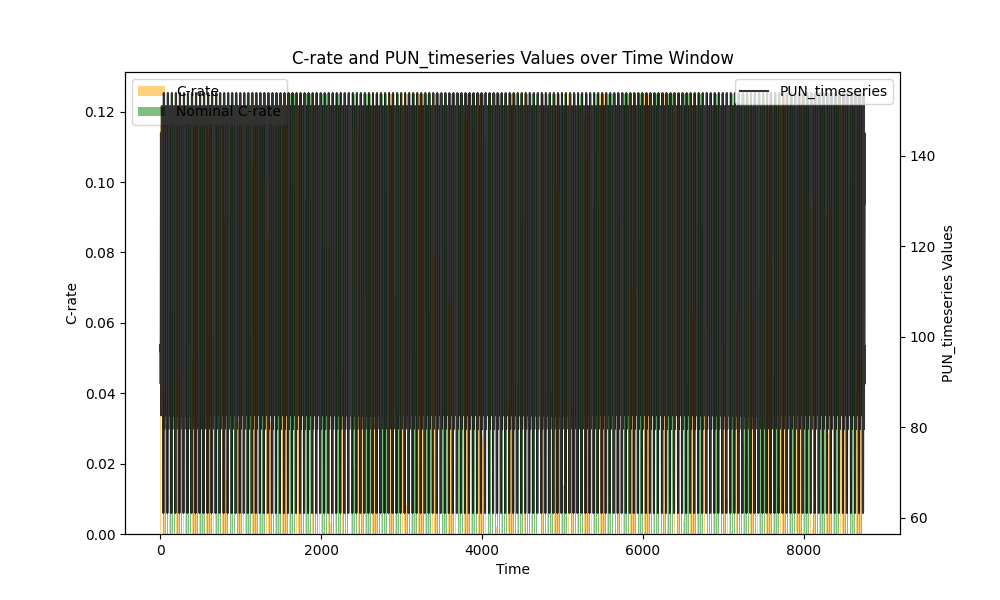 C-rate and PUN_timeseries Values over Time Window
C-rate
Nominal C-rate
PUN_timeseries
0.12
0.10
0.08
0.06
0.04
0.02
0.00
C-rate
140
120
100
80
60
PUN_timeseries Values
0 2000 4000 6000 8000
Time